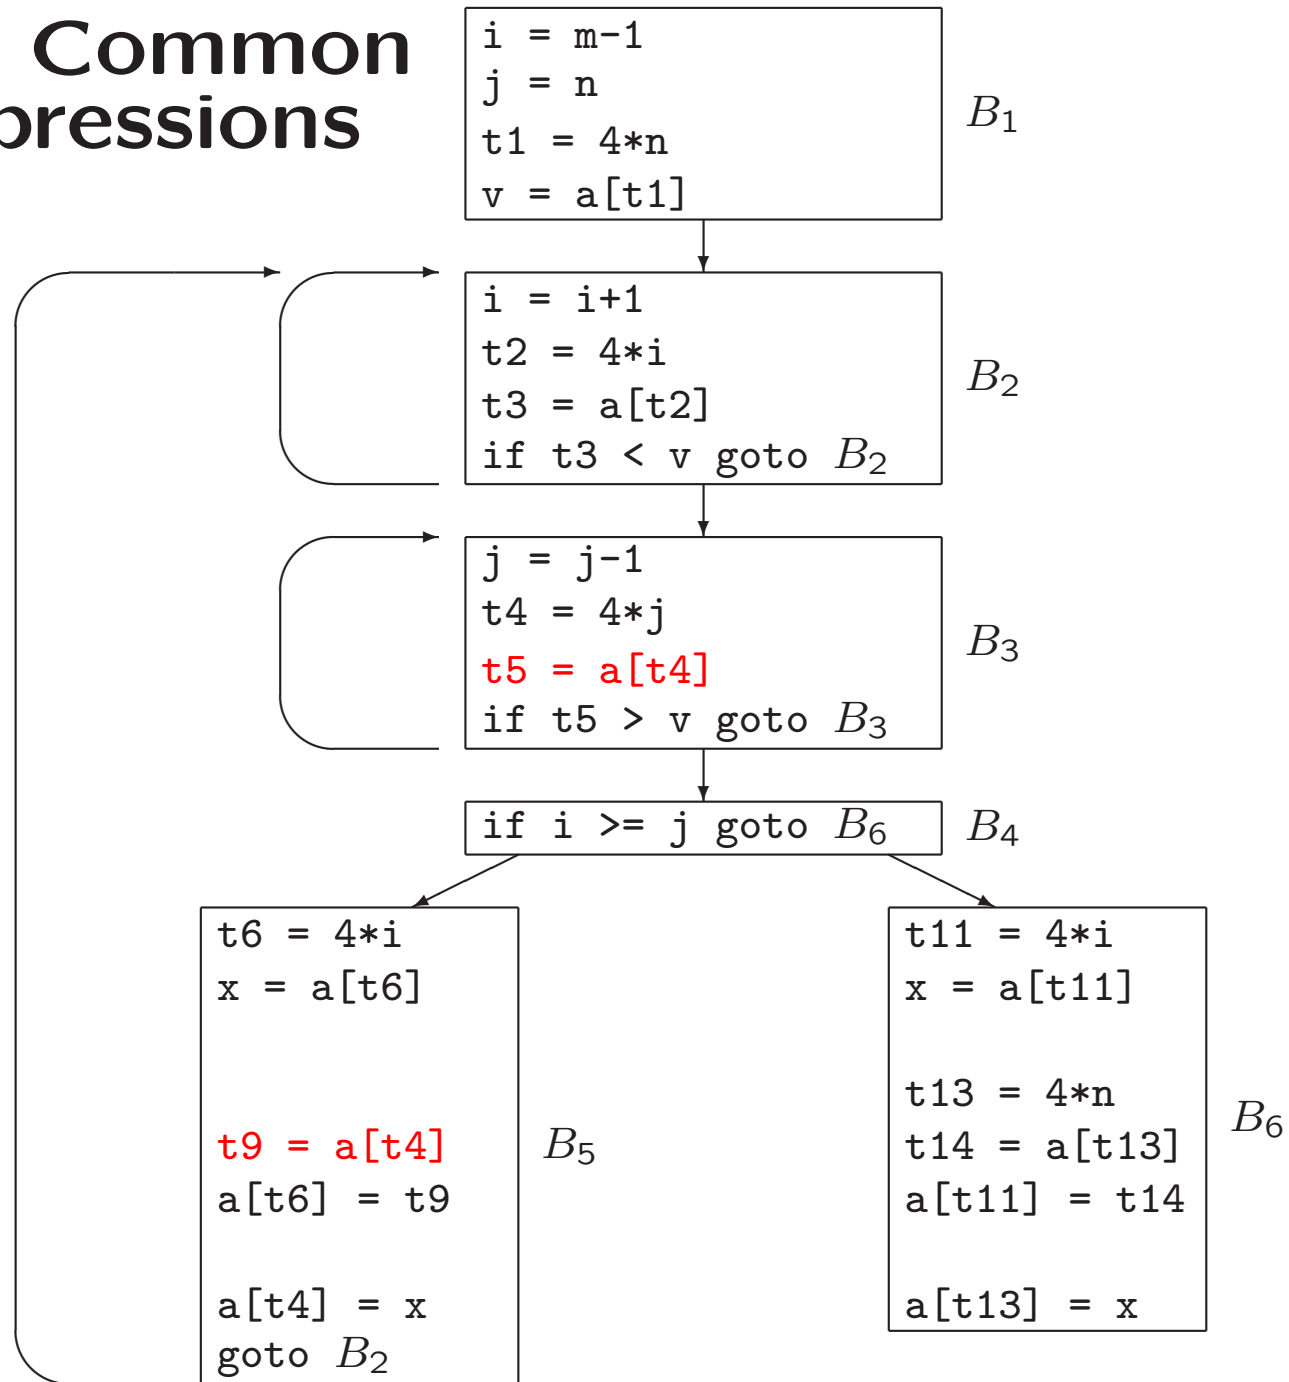 Common
pressions
i = m-1
j = n
t1 = 4*n
v = a[t1]
B1
i = i+1
t2 = 4*i
t3 = a[t2]
if t3 < v goto B2
B2
j = j-1
t4 = 4*j
t5 = a[t4]
if t5 > v goto B3
B3
if i >= j goto B6
B4
t6 = 4*i
x = a[t6]
t9 = a[t4]
a[t6] = t9
a[t4] = x
goto B2
B5
t11 = 4*i
x = a[t11]
t13 = 4*n
t14 = a[t13]
a[t11] = t14
a[t13] = x
B6